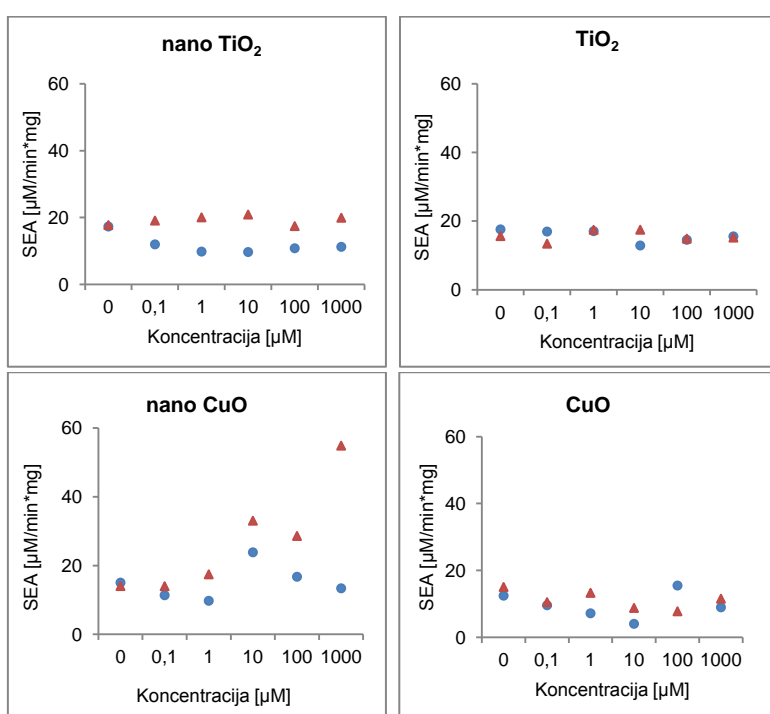 nano TiO₂
60
40
20
0
SEA [µM/min*mg]
0 0,1 1 10 100 1000
Koncentracija [µM]
TiO₂
60
40
20
0
SEA [µM/min*mg]
0 0,1 1 10 100 1000
Koncentracija [µM]
nano CuO
60
40
20
0
SEA [µM/min*mg]
0 0,1 1 10 100 1000
Koncentracija [µM]
CuO
60
40
20
0
SEA [µM/min*mg]
0 0,1 1 10 100 1000
Koncentracija [µM]